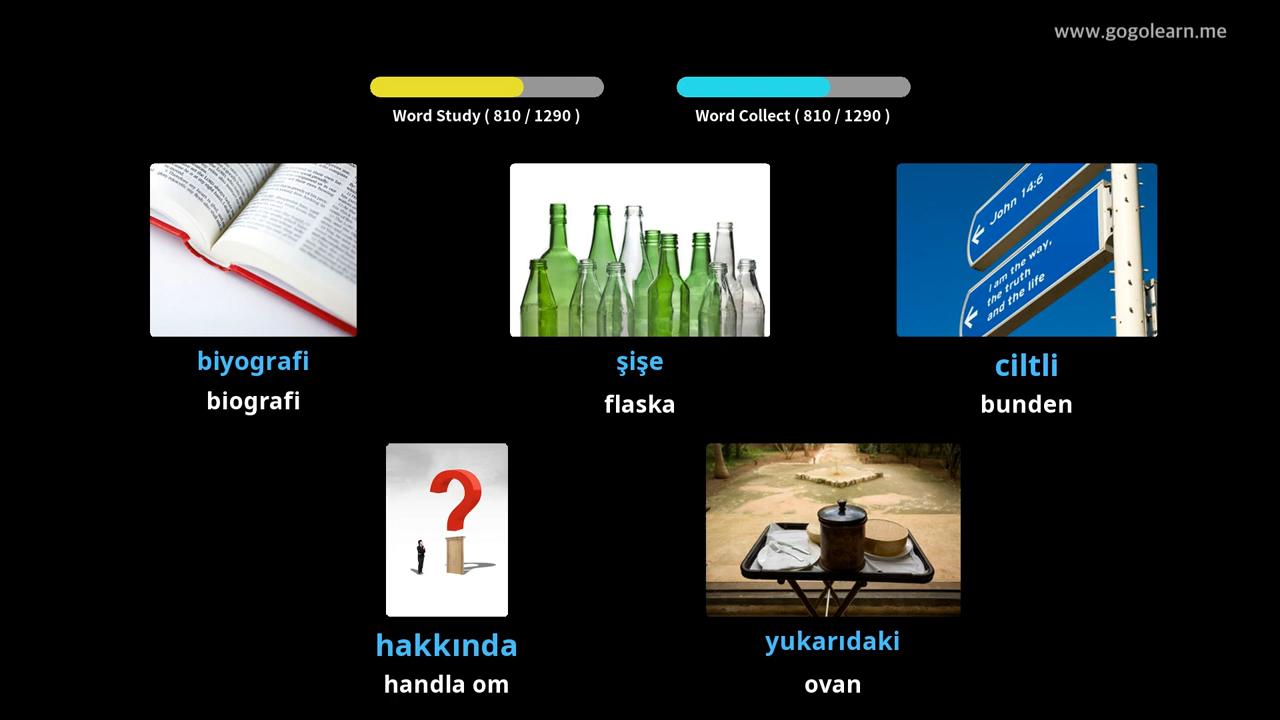 www.gogolearn.me
Word Study ( 810 / 1290 )
Word Collect ( 810 / 1290 )
John 14:6
I am the way,
the truth
and the life
biyografi
biografi
şişe
flaska
ciltli
bunden
?
hakkında
handla om
yukarıdaki
ovan